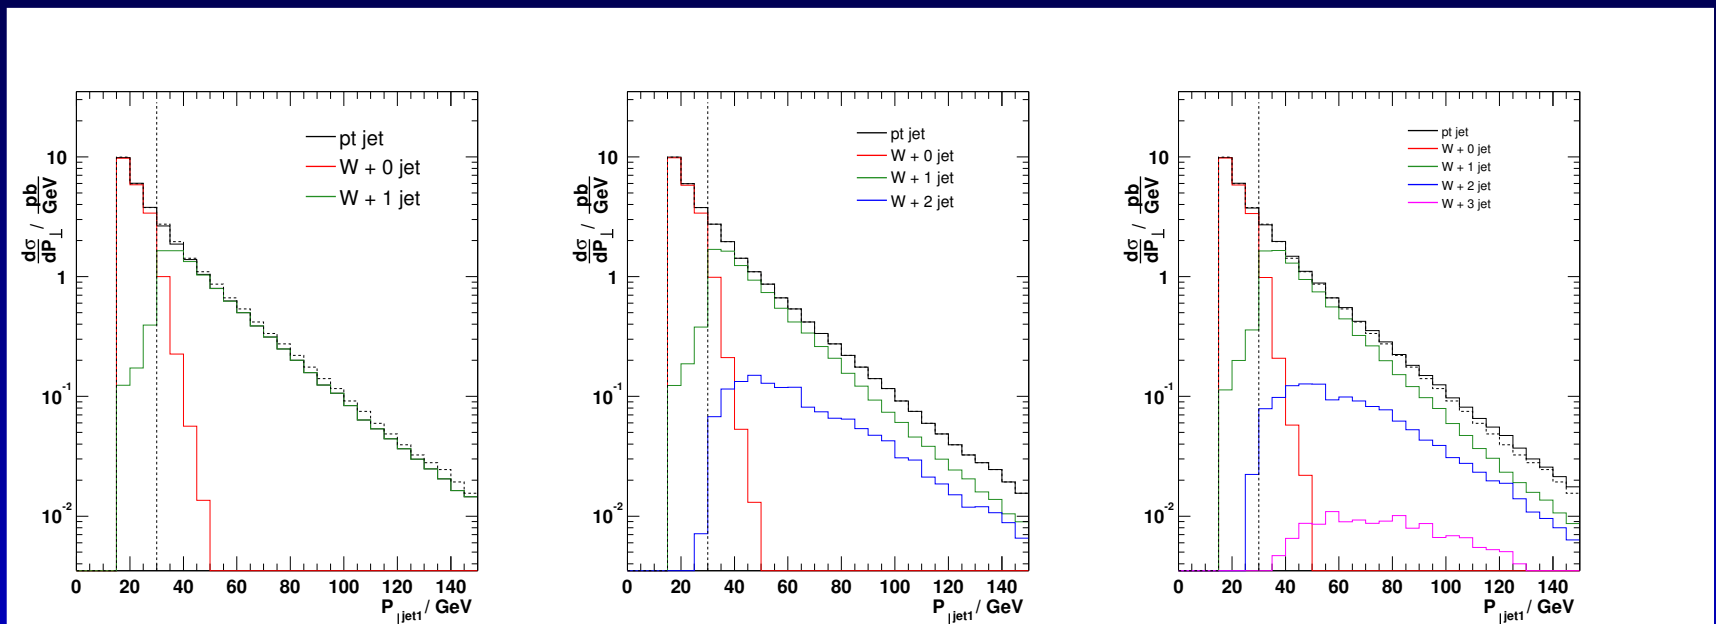 pt jet
W + 0 jet
W + 1 jet
10
1
10-1
10-2
dσ
dP⊥
/
pb
GeV
0 20 40 60 80 100 120 140
P⊥jet1 / GeV
pt jet
W + 0 jet
W + 1 jet
W + 2 jet
10
1
10-1
10-2
dσ
dP⊥
/
pb
GeV
0 20 40 60 80 100 120 140
P⊥jet1 / GeV
pt jet
W + 0 jet
W + 1 jet
W + 2 jet
W + 3 jet
10
1
10-1
10-2
dσ
dP⊥
/
pb
GeV
0 20 40 60 80 100 120 140
P⊥jet1 / GeV